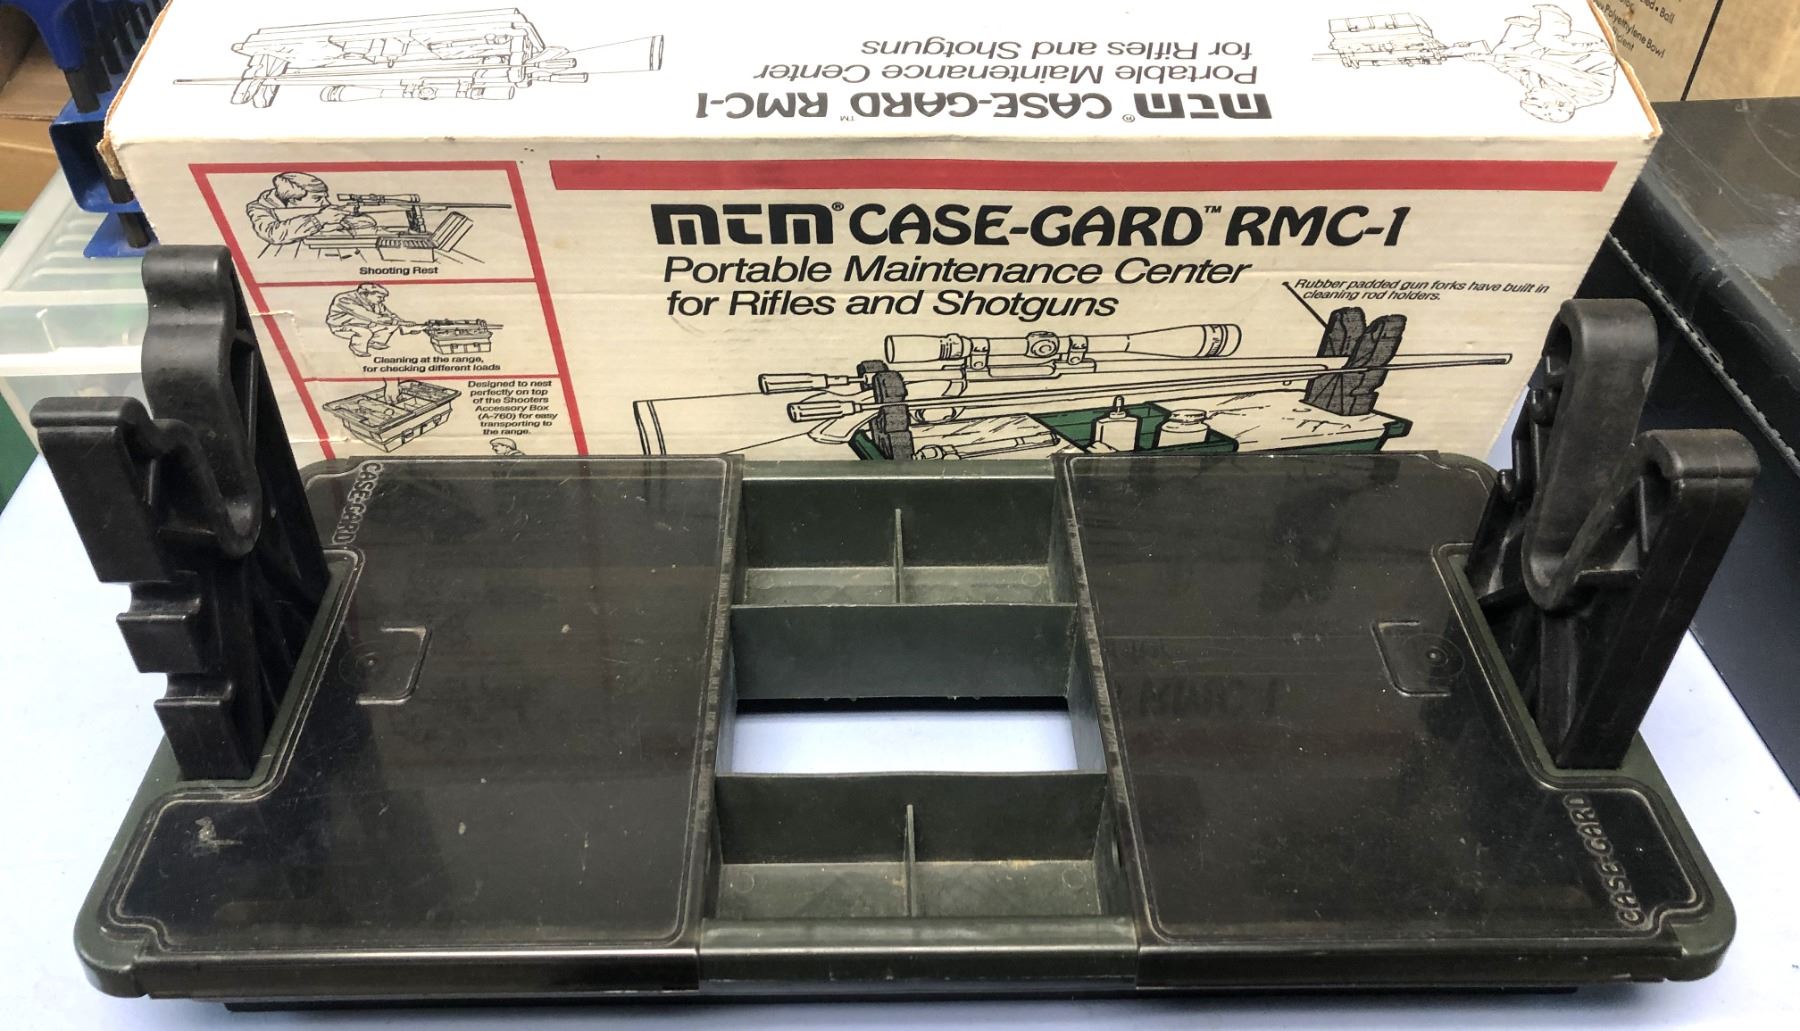 for Rifles and Shotguns
Portable Maintenance Center
mtm® CASE-GARD™ RMC-1
mtm® CASE-GARD™ RMC-1
Portable Maintenance Center
for Rifles and Shotguns
Rubber padded gun forks have built in
cleaning rod holders.
Shooting Rest
Cleaning at the range,
for checking different loads
Designed to nest
perfectly on top
of the Shooters
Accessory Box
(A-760) for easy
transporting to
the range.
CASE-GARD
CASE-GARD
Ball
Polyethylene Bowl